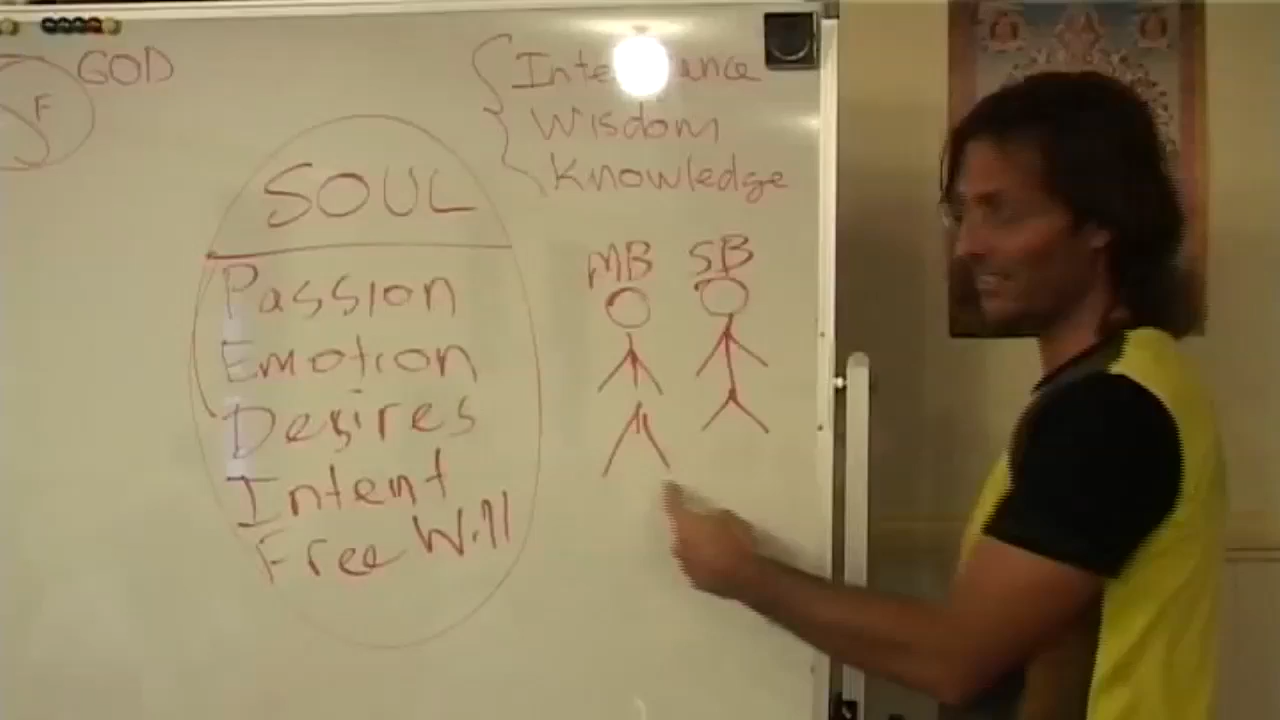 GOD
F
Wisdom
Knowledge
SOUL
Passion
Emotion
Desires
Intent
Free Will
MB SB